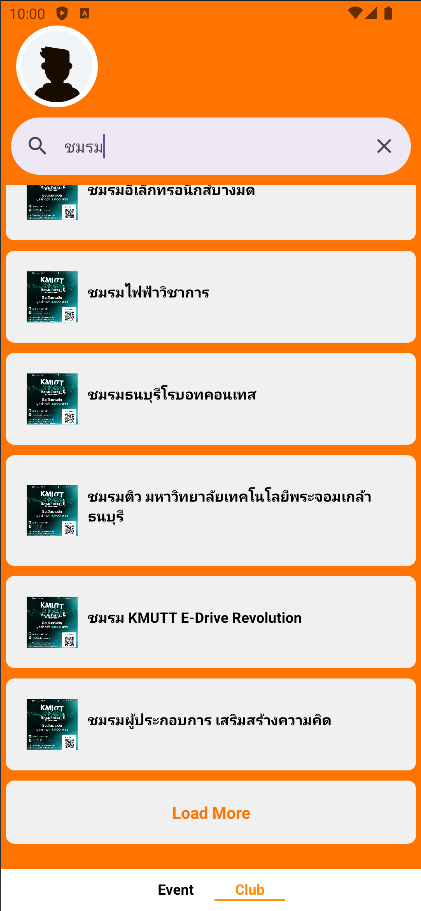 10:00
ชมรม
ชมรมอิเล็กทรอนิกส์บางมด
KMUTT
ชมรมไฟฟ้าวิชาการ
KMUTT
ชมรมธนบุรีโรบอทคอนเทส
KMUTT
ชมรมติว มหาวิทยาลัยเทคโนโลยีพระจอมเกล้า
ธนบุรี
KMUTT
ชมรม KMUTT E-Drive Revolution
KMUTT
ชมรมผู้ประกอบการ เสริมสร้างความคิด
Load More
Event Club